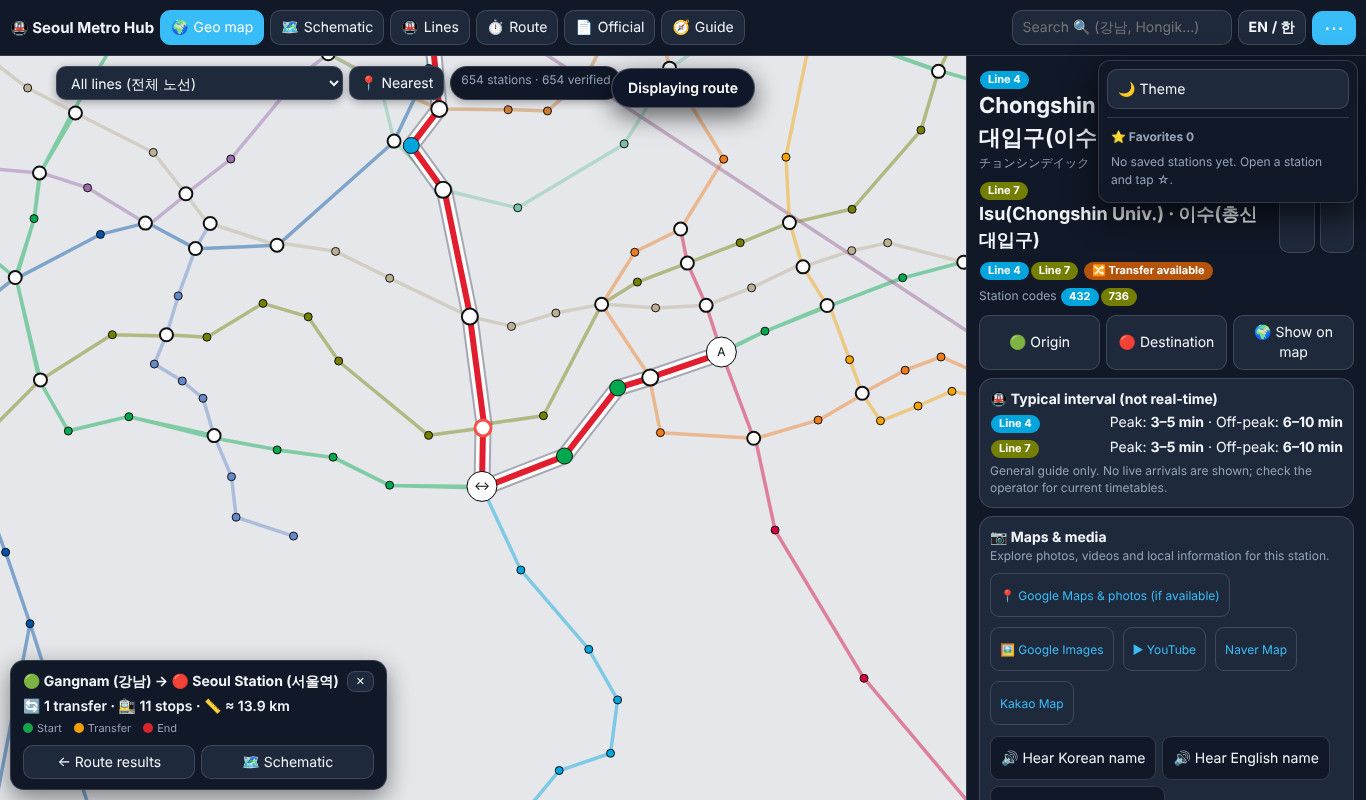 🚇 Seoul Metro Hub
🌍 Geo map
🗺️ Schematic
🚇 Lines
⏱️ Route
📄 Official
🧭 Guide
Search 🔍 (강남, Hongik...)
EN / 한
⋯
All lines (전체 노선)
📍 Nearest
654 stations · 654 verified
Displaying route
🌙 Theme
⭐ Favorites 0
No saved stations yet. Open a station
and tap ☆.
Line 4
Chongshin
대입구(이수
チョンシンデイック
Line 7
Isu(Chongshin Univ.) · 이수(총신
대입구)
Line 4 Line 7 🔀 Transfer available
Station codes 432 736
🟢 Origin
🔴 Destination
🌍 Show on
map
🚇 Typical interval (not real-time)
Line 4 Peak: 3–5 min · Off-peak: 6–10 min
Line 7 Peak: 3–5 min · Off-peak: 6–10 min
General guide only. No live arrivals are shown; check the
operator for current timetables.
📷 Maps & media
Explore photos, videos and local information for this station.
📍 Google Maps & photos (if available)
🖼️ Google Images
▶ YouTube
Naver Map
Kakao Map
🔊 Hear Korean name
🔊 Hear English name
A
↔
🟢 Gangnam (강남) → 🔴 Seoul Station (서울역)
✕
🔄 1 transfer · 🚉 11 stops · 📏 ≈ 13.9 km
Start Transfer End
← Route results
🗺️ Schematic